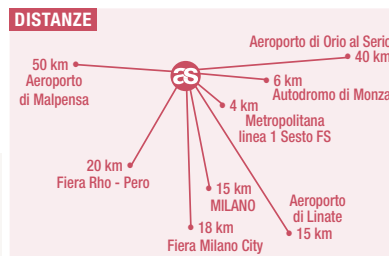 DISTANZE
Aeroporto di Orio al Serio
40 km
50 km
Aeroporto
di Malpensa
as
6 km
Autodromo di Monza
4 km
Metropolitana
linea 1 Sesto FS
20 km
Fiera Rho - Pero
15 km
MILANO
18 km
Fiera Milano City
Aeroporto
di Linate
15 km